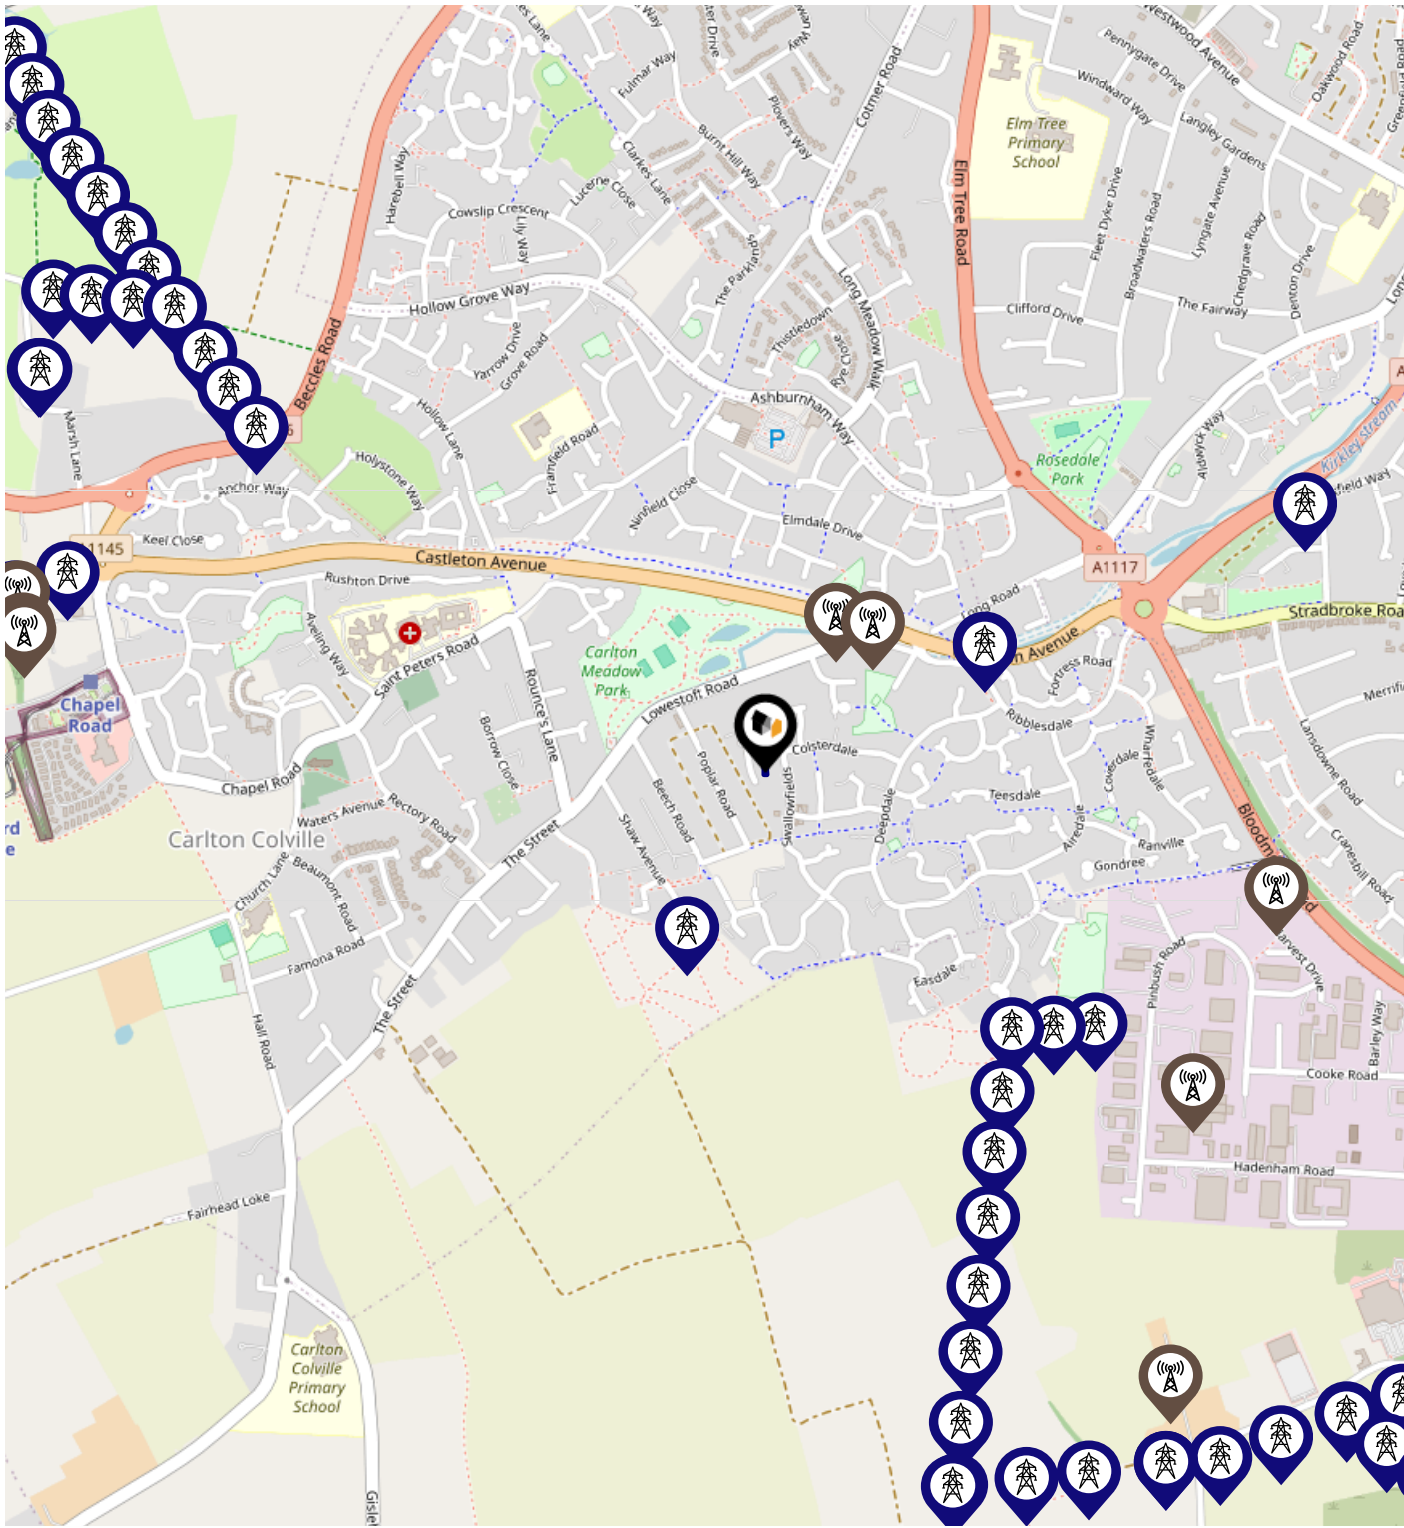 Westwood Avenue
Pennygate Drive
Oakwood Road
Cotmer Road
Fulmar Way
Plovers Way
Windward Way
Elm Tree
Primary
School
Langley Gardens
Burnt Hill Way
Clarkes Lane
Harebell Way
Lucerne Close
Cowslip Crescent
Lily Way
Elm Tree Road
Fleet Dyke Drive
Broadwaters Road
Lyngate Avenue
Chedgrave Road
Denton Drive
The Parklands
Long Meadow Walk
Hollow Grove Way
Clifford Drive
The Fairway
Thistledown
Rye Close
Yarrow Drive
Grove Road
Beccles Road
Ashburnham Way
P
Hollow Lane
Framfield Road
Marsh Lane
Holystone Way
Rosedale
Park
Alnwick Way
Kirkley stream
Anchor Way
Ninfield Close
Elmdale Drive
Keel Close
A1145
Castleton Avenue
A1117
Rushton Drive
Long Road
Stradbroke Roa
Aveling Way
Saint Peters Road
Carlton
Meadow
Park
n Avenue
Fortress Road
Chapel
Road
Rounce's Lane
Lowestoft Road
Ribblesdale
Borrow Close
Colsterdale
Wharfedale
Coverdale
Lansdowne Road
Chapel Road
Poplar Road
Beech Road
Swallowfields
Deepdale
Teesdale
Airedale
Waters Avenue
Rectory Road
Carlton Colville
The Street
Shaw Avenue
Ranville
Gondree
Cranesbill Road
Church Lane
Beaumont Road
Famona Road
Easdale
Pinbush Road
Hall Road
The Street
Barley Way
Cooke Road
Hadenham Road
Fairhead Loke
Carlton
Colville
Primary
School